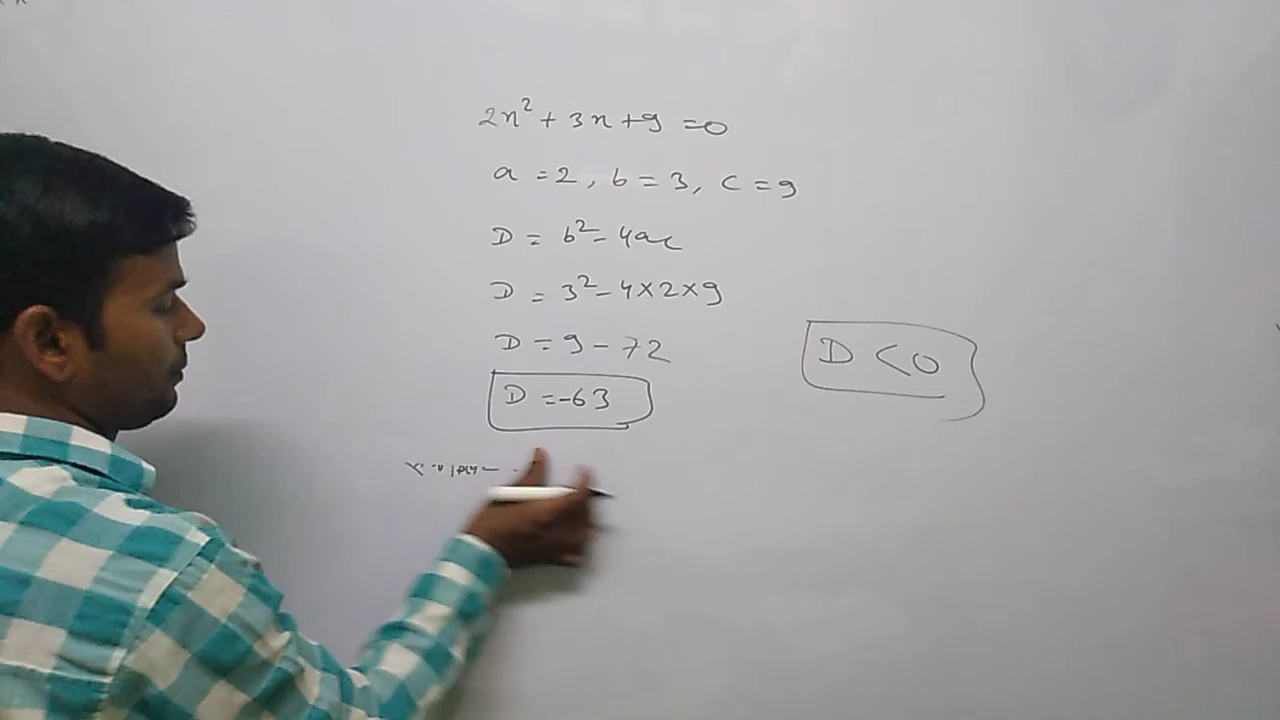 2x² + 3x + 9 = 0
a = 2, b = 3, c = 9
D = b² - 4ac
D = 3² - 4×2×9
D = 9 - 72
D = -63
D < 0